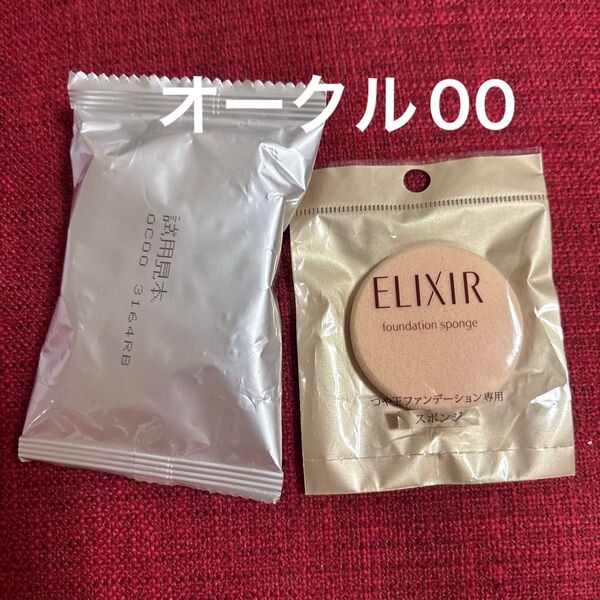 オークル00
試用見本
OC00 3164RB
ELIXIR
foundation sponge
つや玉ファンデーション専用
スポンジ